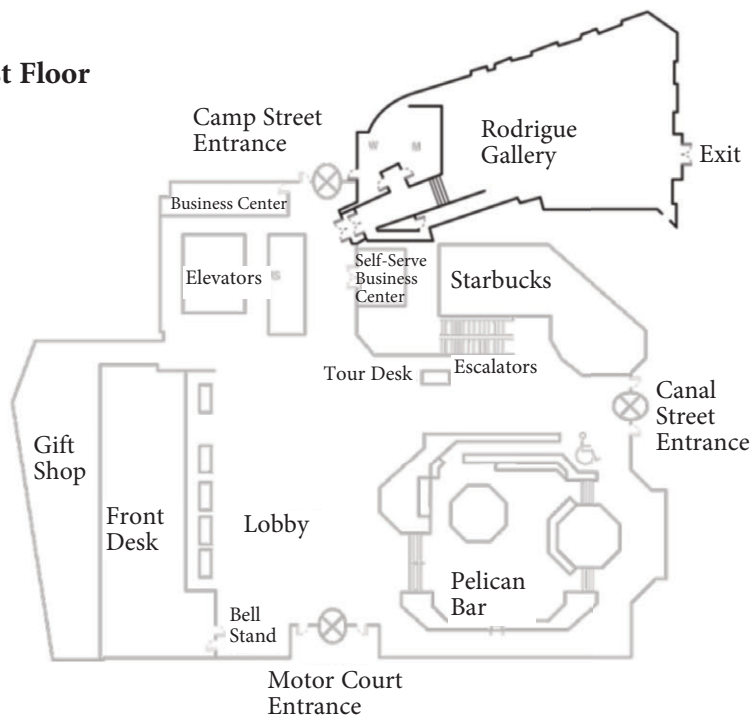 t Floor
Camp Street
Entrance
W
M
Rodrigue
Gallery
Exit
Business Center
Elevators
S
Self-Serve
Business
Center
Starbucks
Tour Desk
Escalators
Canal
Street
Entrance
Gift
Shop
Front
Desk
Lobby
Pelican
Bar
Bell
Stand
Motor Court
Entrance